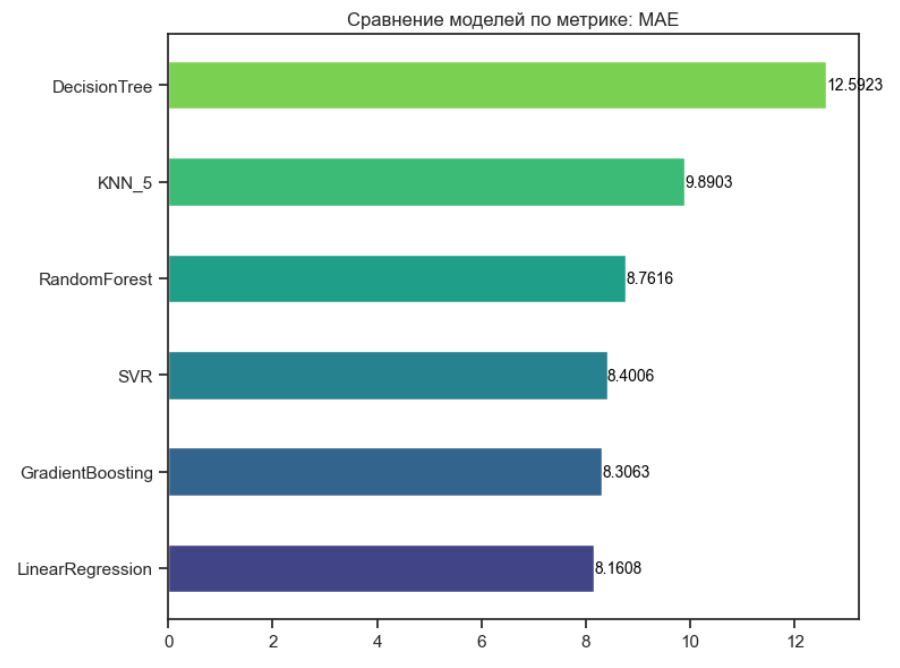 Сравнение моделей по метрике: MAE
DecisionTree 12.5923
KNN_5 9.8903
RandomForest 8.7616
SVR 8.4006
GradientBoosting 8.3063
LinearRegression 8.1608
0 2 4 6 8 10 12